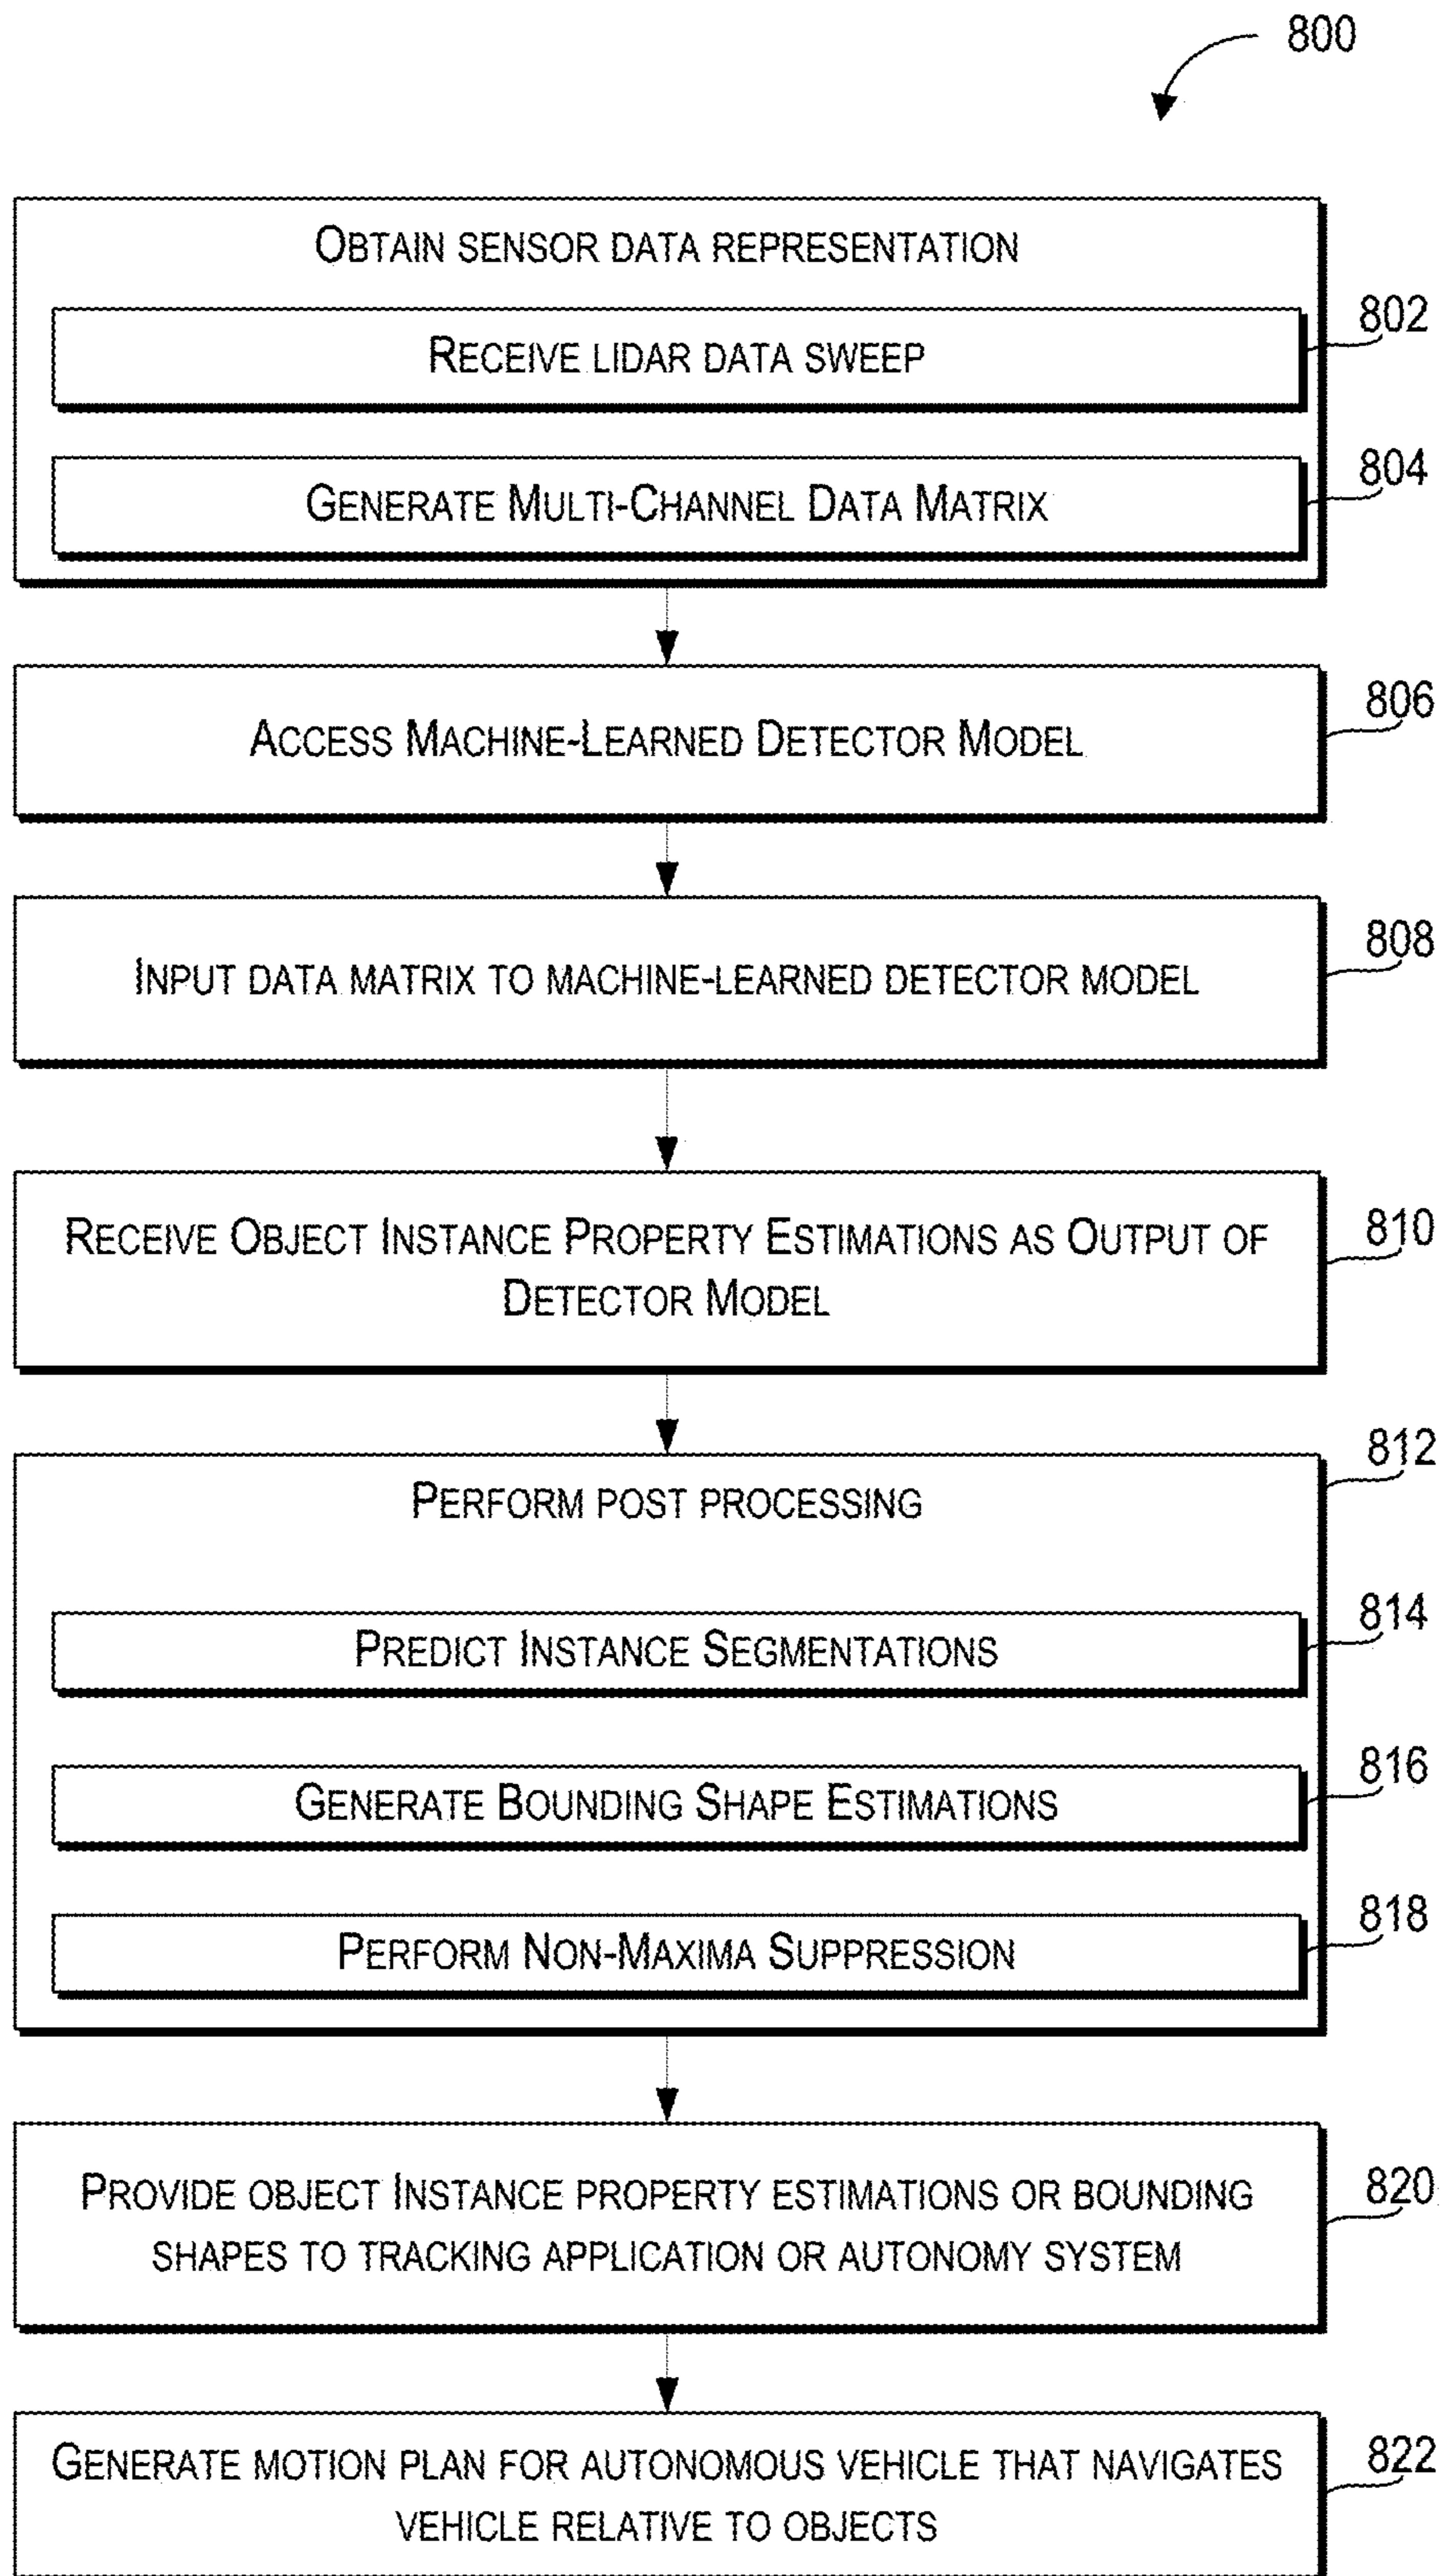 800
OBTAIN SENSOR DATA REPRESENTATION
802
RECEIVE LIDAR DATA SWEEP
804
GENERATE MULTI-CHANNEL DATA MATRIX
806
ACCESS MACHINE-LEARNED DETECTOR MODEL
808
INPUT DATA MATRIX TO MACHINE-LEARNED DETECTOR MODEL
810
RECEIVE OBJECT INSTANCE PROPERTY ESTIMATIONS AS OUTPUT OF
DETECTOR MODEL
812
PERFORM POST PROCESSING
814
PREDICT INSTANCE SEGMENTATIONS
816
GENERATE BOUNDING SHAPE ESTIMATIONS
818
PERFORM NON-MAXIMA SUPPRESSION
820
PROVIDE OBJECT INSTANCE PROPERTY ESTIMATIONS OR BOUNDING
SHAPES TO TRACKING APPLICATION OR AUTONOMY SYSTEM
822
GENERATE MOTION PLAN FOR AUTONOMOUS VEHICLE THAT NAVIGATES
VEHICLE RELATIVE TO OBJECTS